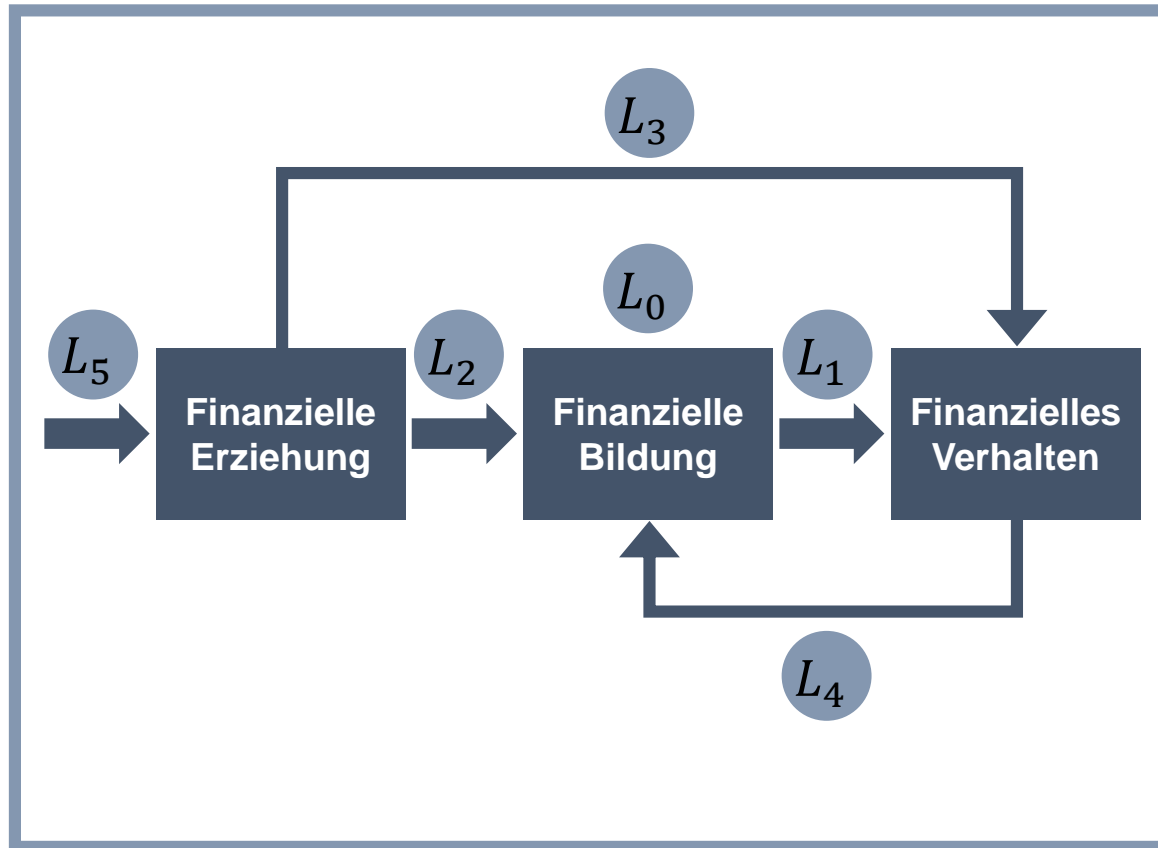 L₃
L₀
L₅
L₂
L₁
Finanzielle
Erziehung
Finanzielle
Bildung
Finanzielles
Verhalten
L₄